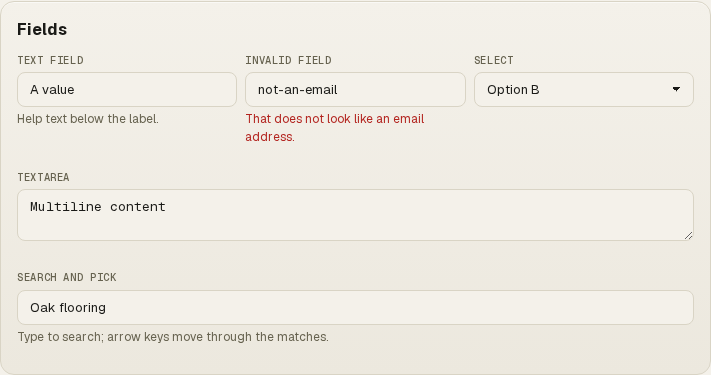 Fields
TEXT FIELD
INVALID FIELD
SELECT
A value
not-an-email
Option B
Help text below the label.
That does not look like an email
address.
TEXTAREA
Multiline content
SEARCH AND PICK
Oak flooring
Type to search; arrow keys move through the matches.